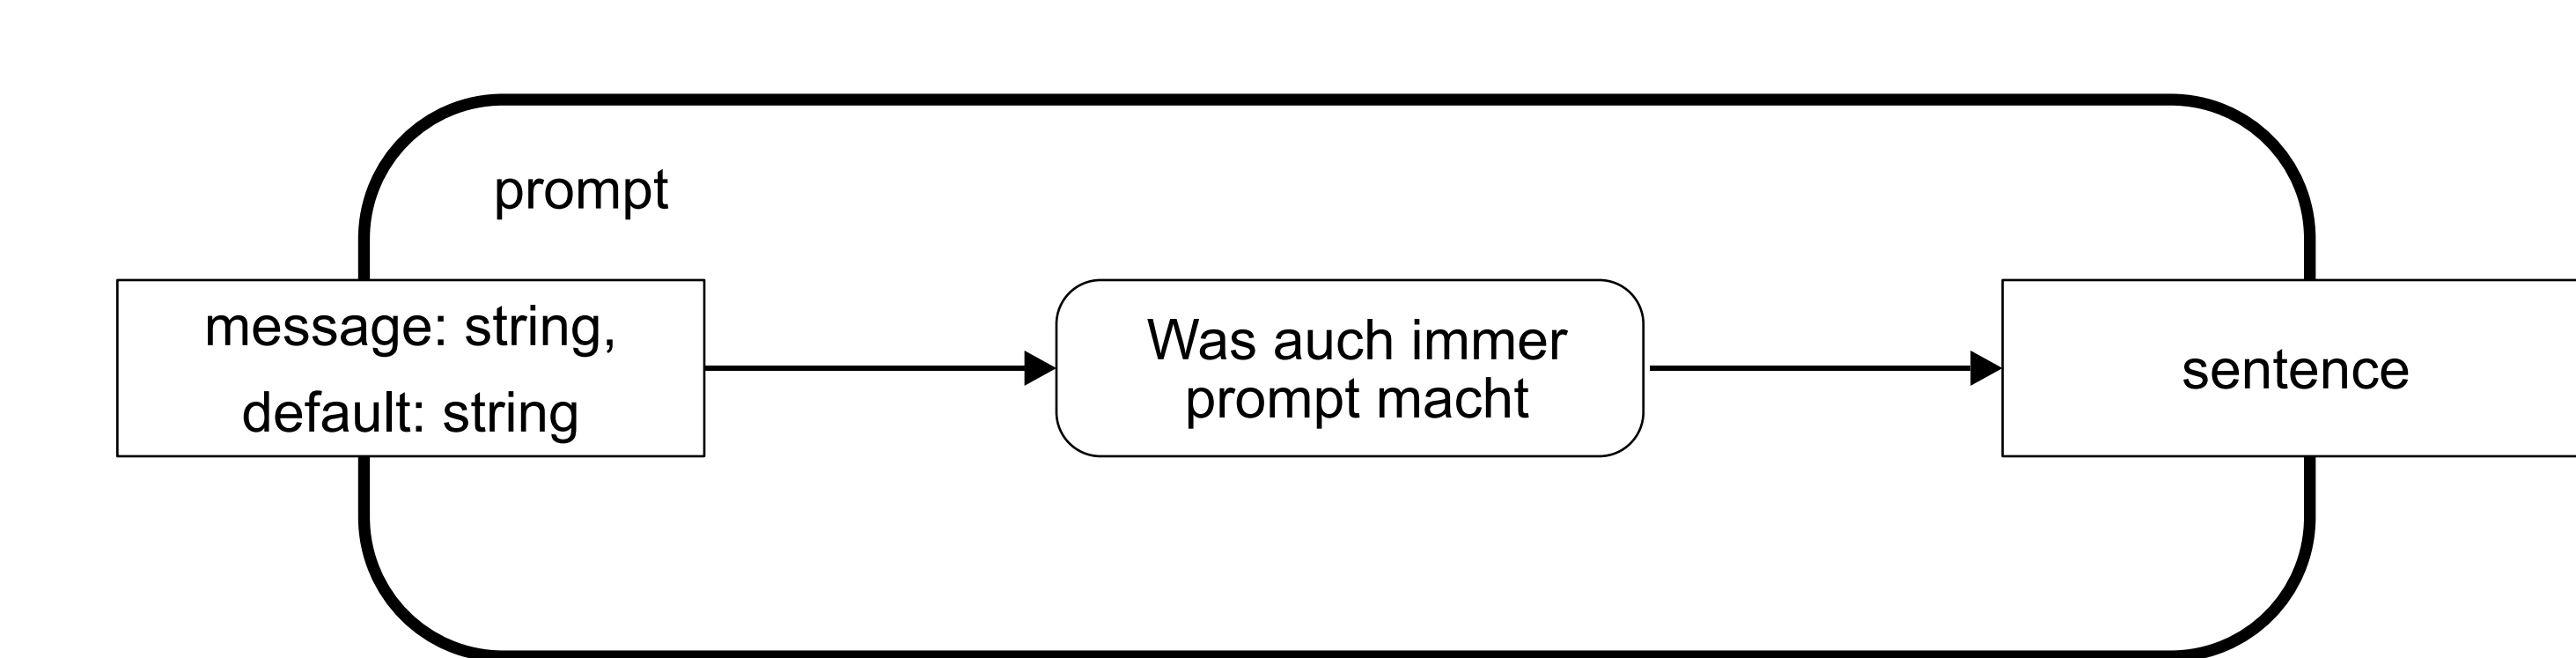 prompt
message: string,
default: string
Was auch immer
prompt macht
sentence